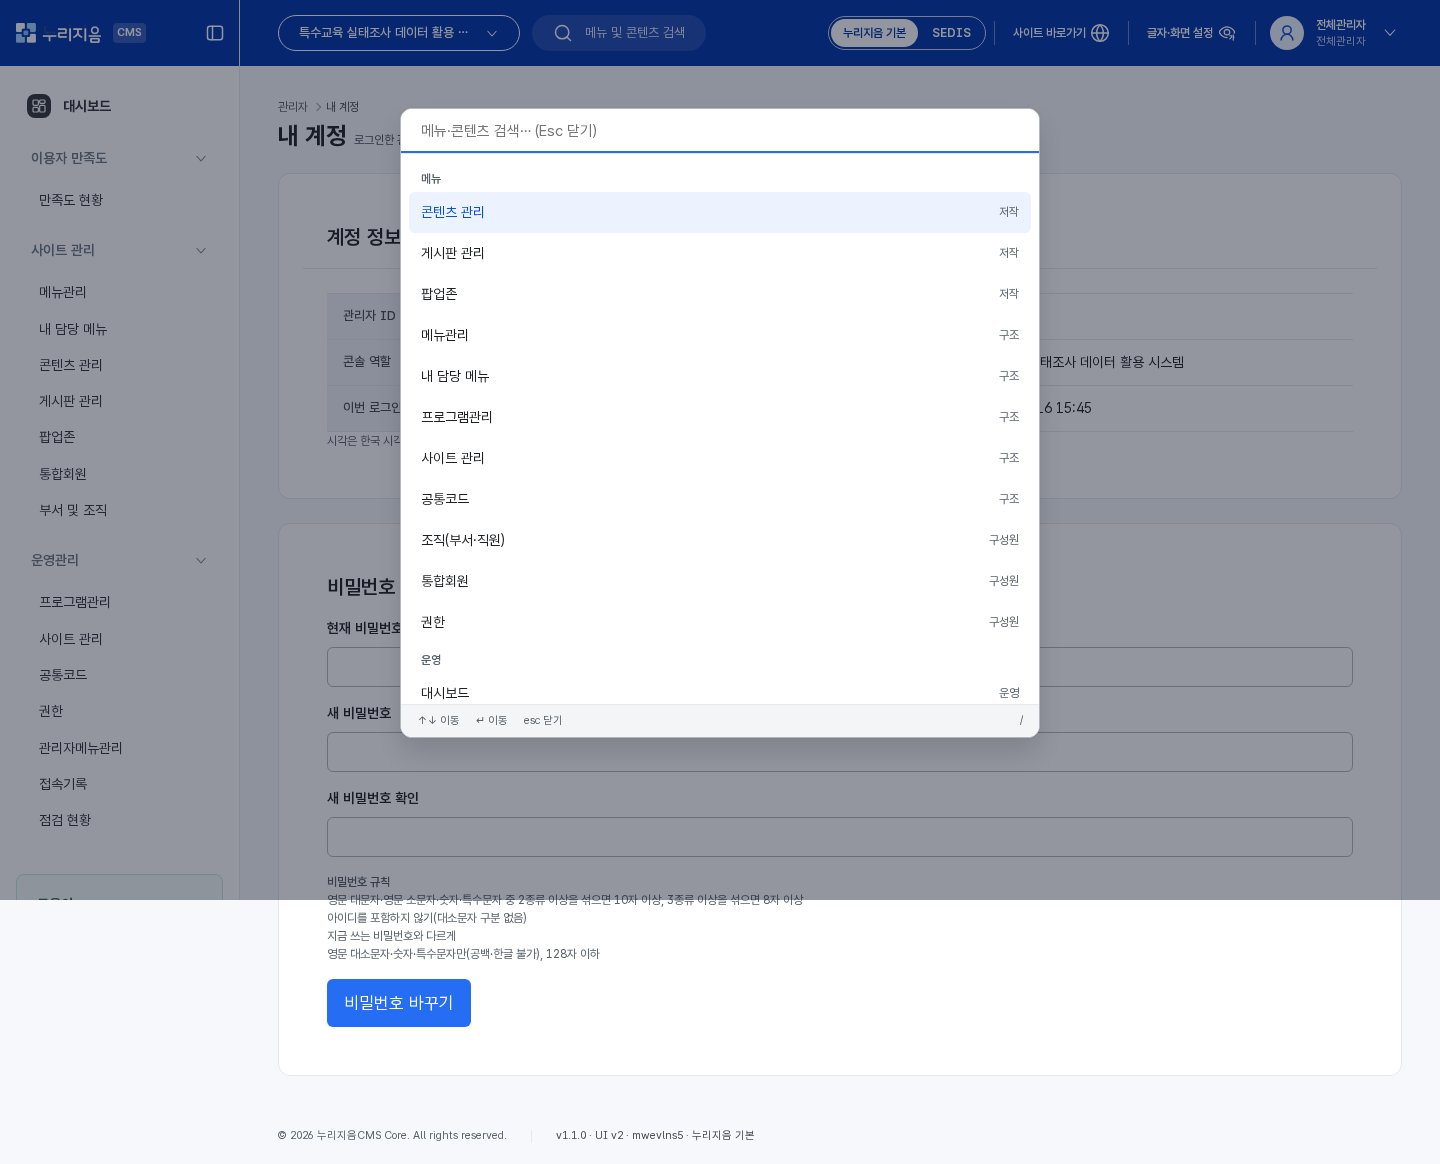 누리지음 CMS
특수교육 실태조사 데이터 활용 ···
메뉴 및 콘텐츠 검색
누리지음 기본 SEDIS
사이트 바로가기
글자·화면 설정
전체관리자
전체관리자
대시보드
이용자 만족도
만족도 현황
사이트 관리
메뉴관리
내 담당 메뉴
콘텐츠 관리
게시판 관리
팝업존
통합회원
부서 및 조직
운영관리
프로그램관리
사이트 관리
공통코드
권한
관리자메뉴관리
접속기록
점검 현황
관리자 > 내 계정
내 계정 로그인한
계정 정보
관리자 ID
콘솔 역할
태조사 데이터 활용 시스템
이번 로그인
16 15:45
시각은 한국 시각
메뉴·콘텐츠 검색··· (Esc 닫기)
메뉴
콘텐츠 관리 저작
게시판 관리 저작
팝업존 저작
메뉴관리 구조
내 담당 메뉴 구조
프로그램관리 구조
사이트 관리 구조
공통코드 구조
조직(부서·직원) 구성원
통합회원 구성원
권한 구성원
운영
대시보드 운영
↑↓ 이동 ↵ 이동 esc 닫기 /
비밀번호
현재 비밀번호
새 비밀번호
새 비밀번호 확인
비밀번호 규칙
영문 대문자·영문 소문자·숫자·특수문자 중 2종류 이상을 섞으면 10자 이상, 3종류 이상을 섞으면 8자 이상
아이디를 포함하지 않기(대소문자 구분 없음)
지금 쓰는 비밀번호와 다르게
영문 대소문자·숫자·특수문자만(공백·한글 불가), 128자 이하
비밀번호 바꾸기
© 2026 누리지음CMS Core. All rights reserved.
v1.1.0 · UI v2 · mwevlns5 · 누리지음 기본